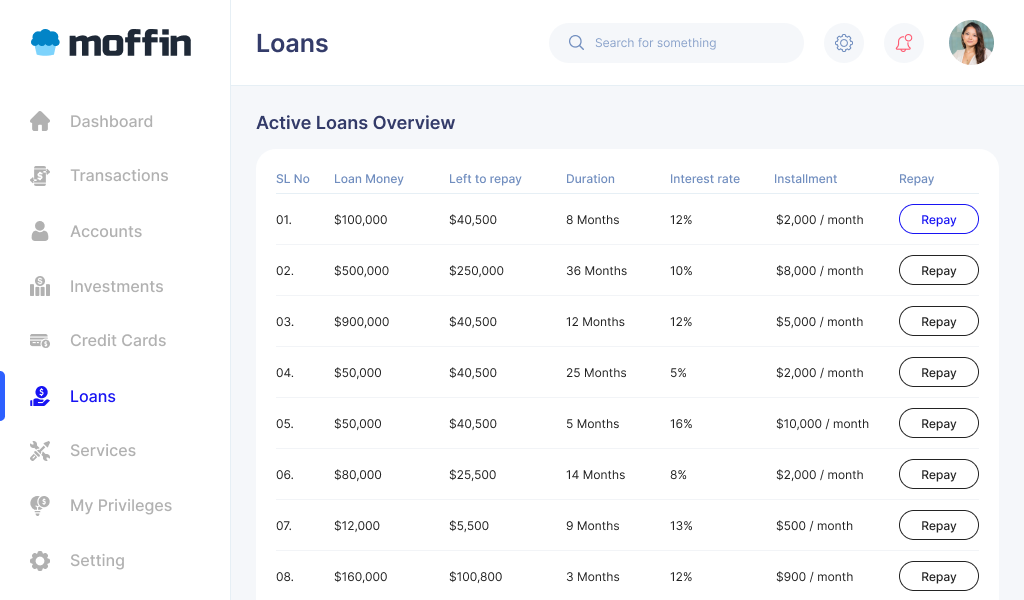 moffin
Loans
Search for something
Dashboard
Transactions
Accounts
Investments
Credit Cards
Loans
Services
My Privileges
Setting
Active Loans Overview
SL No Loan Money Left to repay Duration Interest rate Installment Repay
01. $100,000 $40,500 8 Months 12% $2,000 / month Repay
02. $500,000 $250,000 36 Months 10% $8,000 / month Repay
03. $900,000 $40,500 12 Months 12% $5,000 / month Repay
04. $50,000 $40,500 25 Months 5% $2,000 / month Repay
05. $50,000 $40,500 5 Months 16% $10,000 / month Repay
06. $80,000 $25,500 14 Months 8% $2,000 / month Repay
07. $12,000 $5,500 9 Months 13% $500 / month Repay
08. $160,000 $100,800 3 Months 12% $900 / month Repay